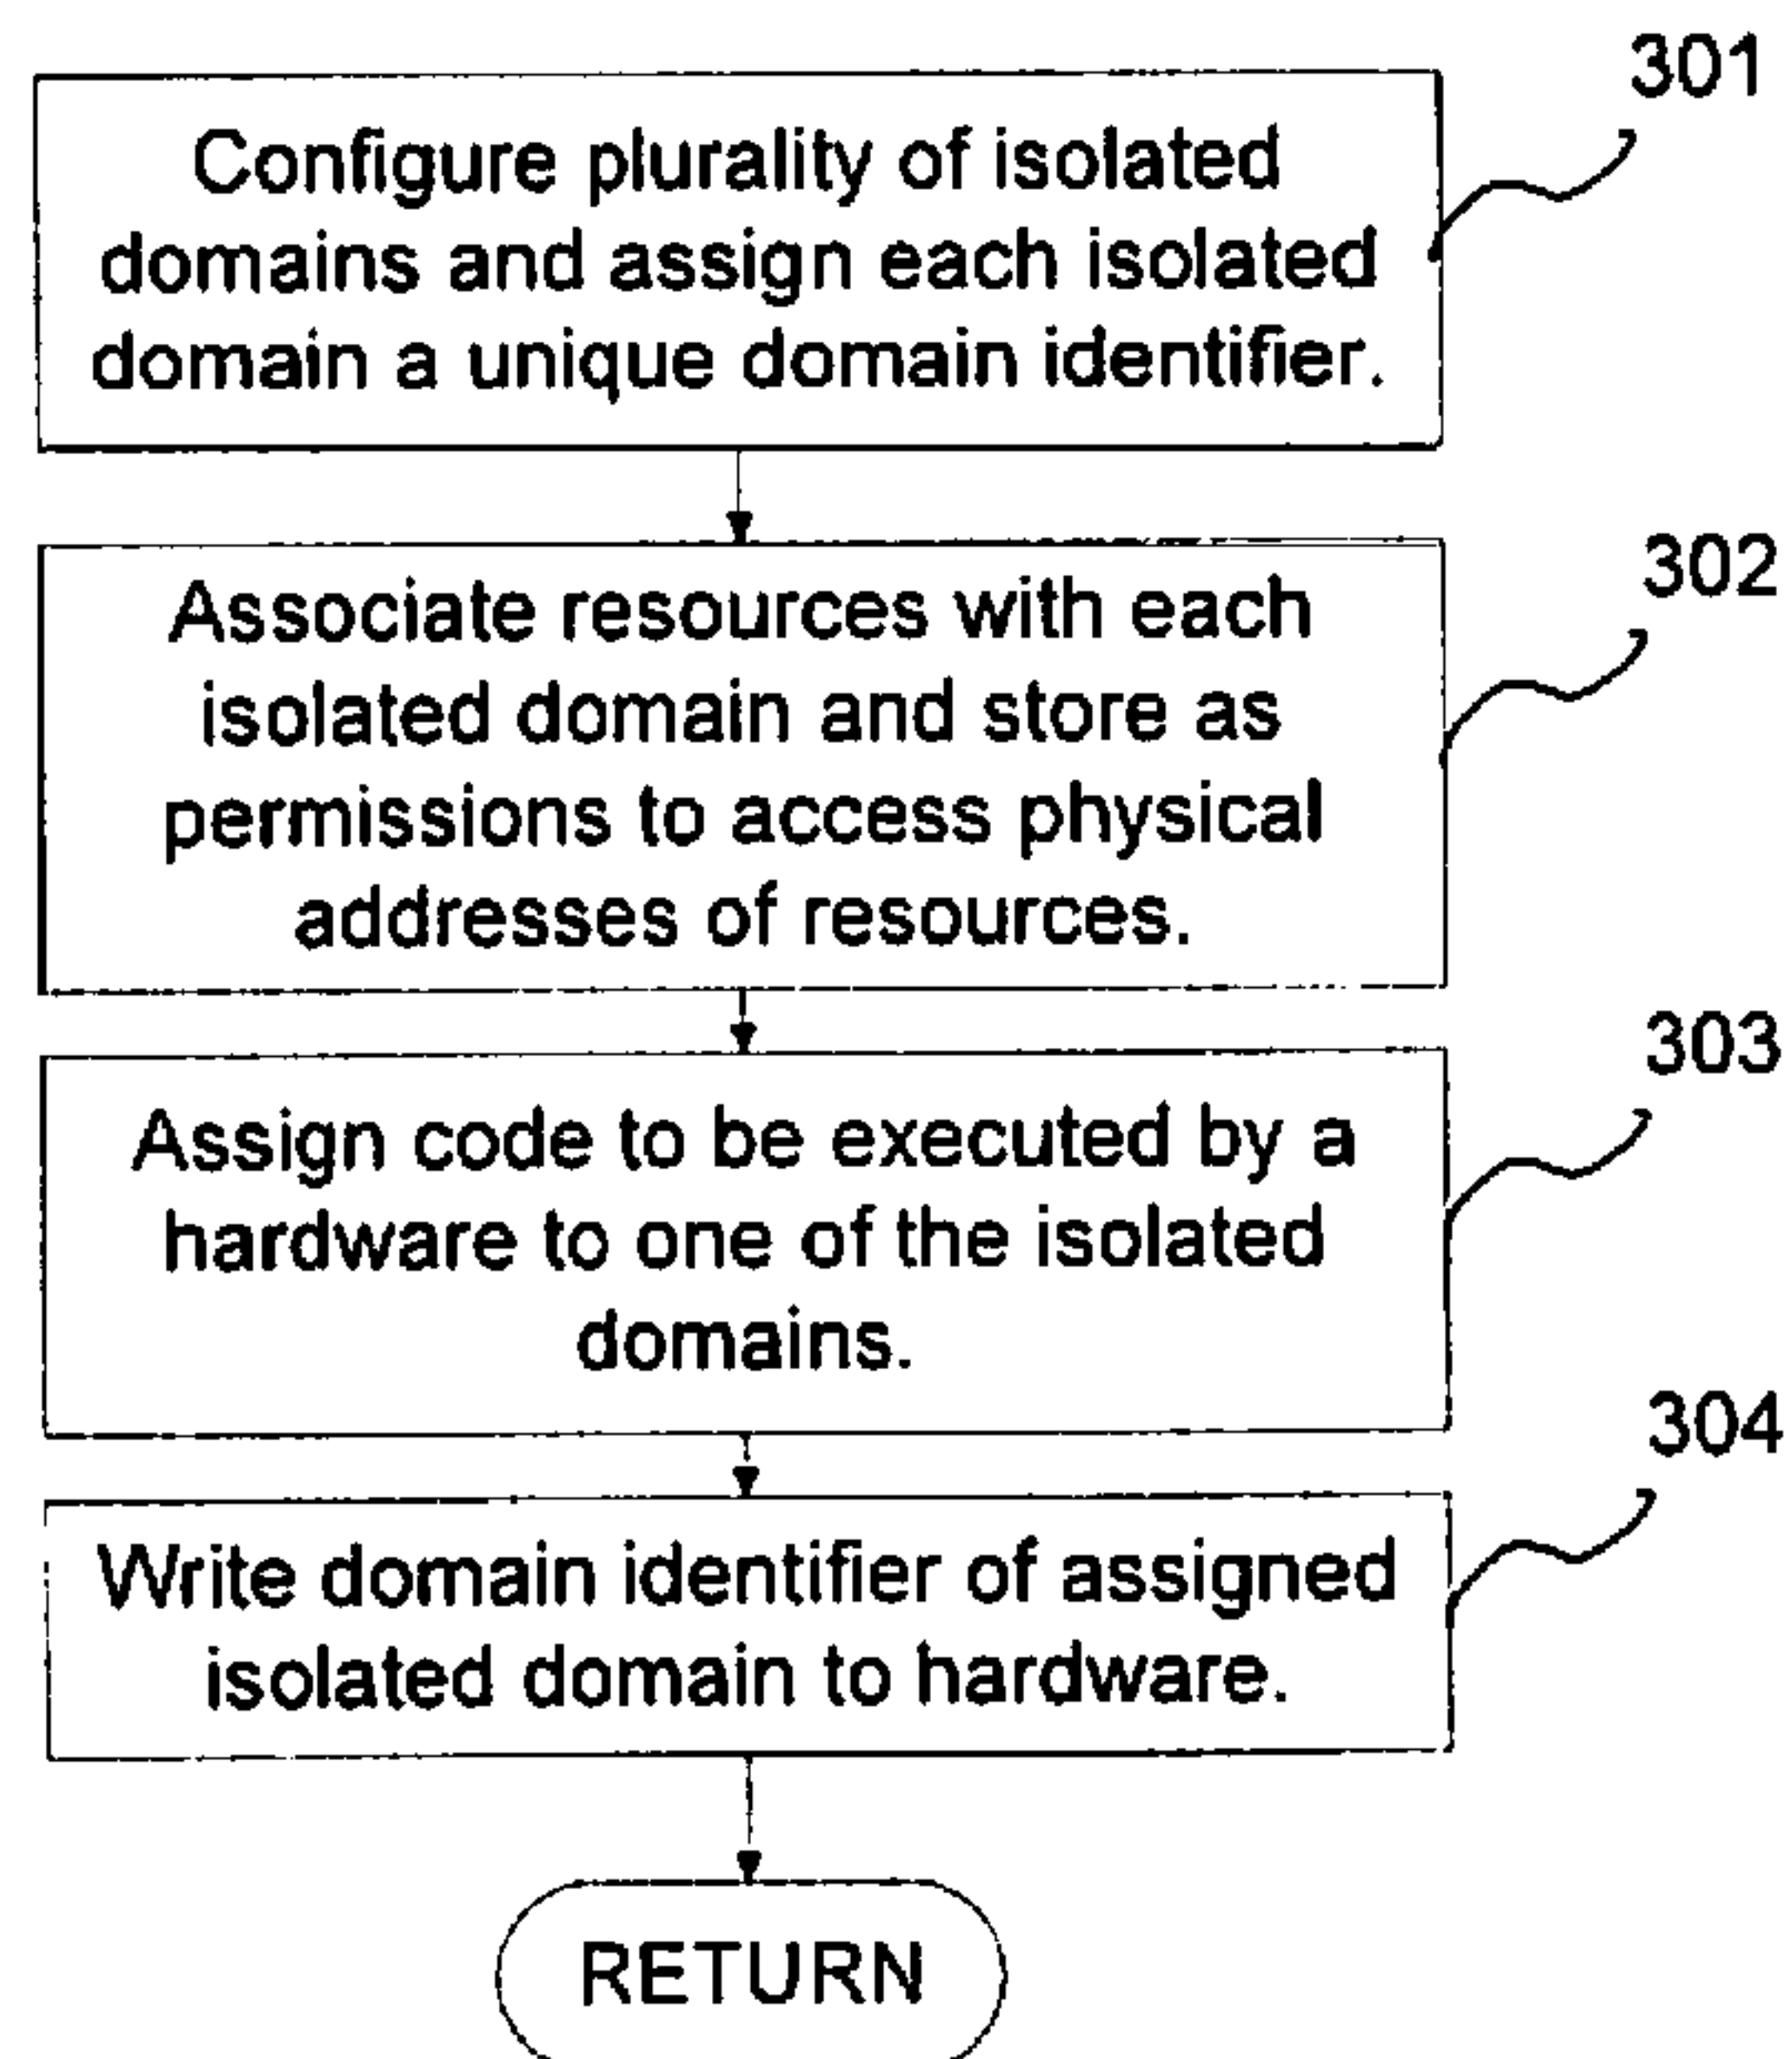 301
Configure plurality of isolated
domains and assign each isolated
domain a unique domain identifier.
302
Associate resources with each
isolated domain and store as
permissions to access physical
addresses of resources.
303
Assign code to be executed by a
hardware to one of the isolated
domains.
304
Write domain identifier of assigned
isolated domain to hardware.
RETURN